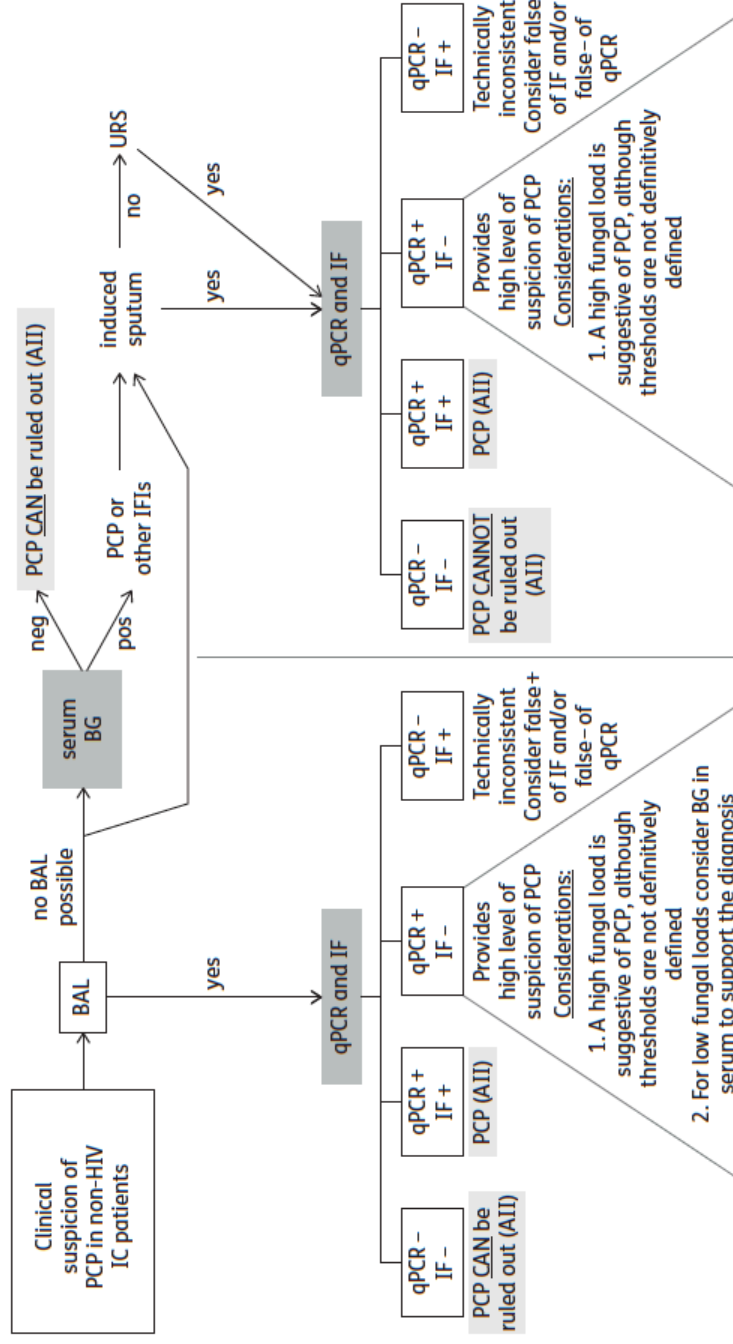 Clinical
suspicion of
PCP in non-HIV
IC patients
BAL
no BAL
possible
serum
BG
neg
pos
PCP CAN be ruled out (AII)
PCP or
other IFIs
induced
sputum
no
URS
yes
yes
yes
qPCR and IF
qPCR−
IF−
PCP CAN be
ruled out (AII)
qPCR+
IF+
PCP (AII)
qPCR+
IF−
Provides
high level of
suspicion of PCP
Considerations:
1. A high fungal load is
suggestive of PCP, although
thresholds are not definitively
defined
2. For low fungal loads consider BG in
serum to support the diagnosis
qPCR−
IF+
Technically
inconsistent
Consider false+
of IF and/or
false−of
qPCR
qPCR and IF
qPCR−
IF−
PCP CANNOT
be ruled out
(AII)
qPCR+
IF+
PCP (AII)
qPCR+
IF−
Provides
high level of
suspicion of PCP
Considerations:
1. A high fungal load is
suggestive of PCP, although
thresholds are not definitively
defined
qPCR−
IF+
Technically
inconsistent
Consider false
of IF and/or
false−of
qPCR